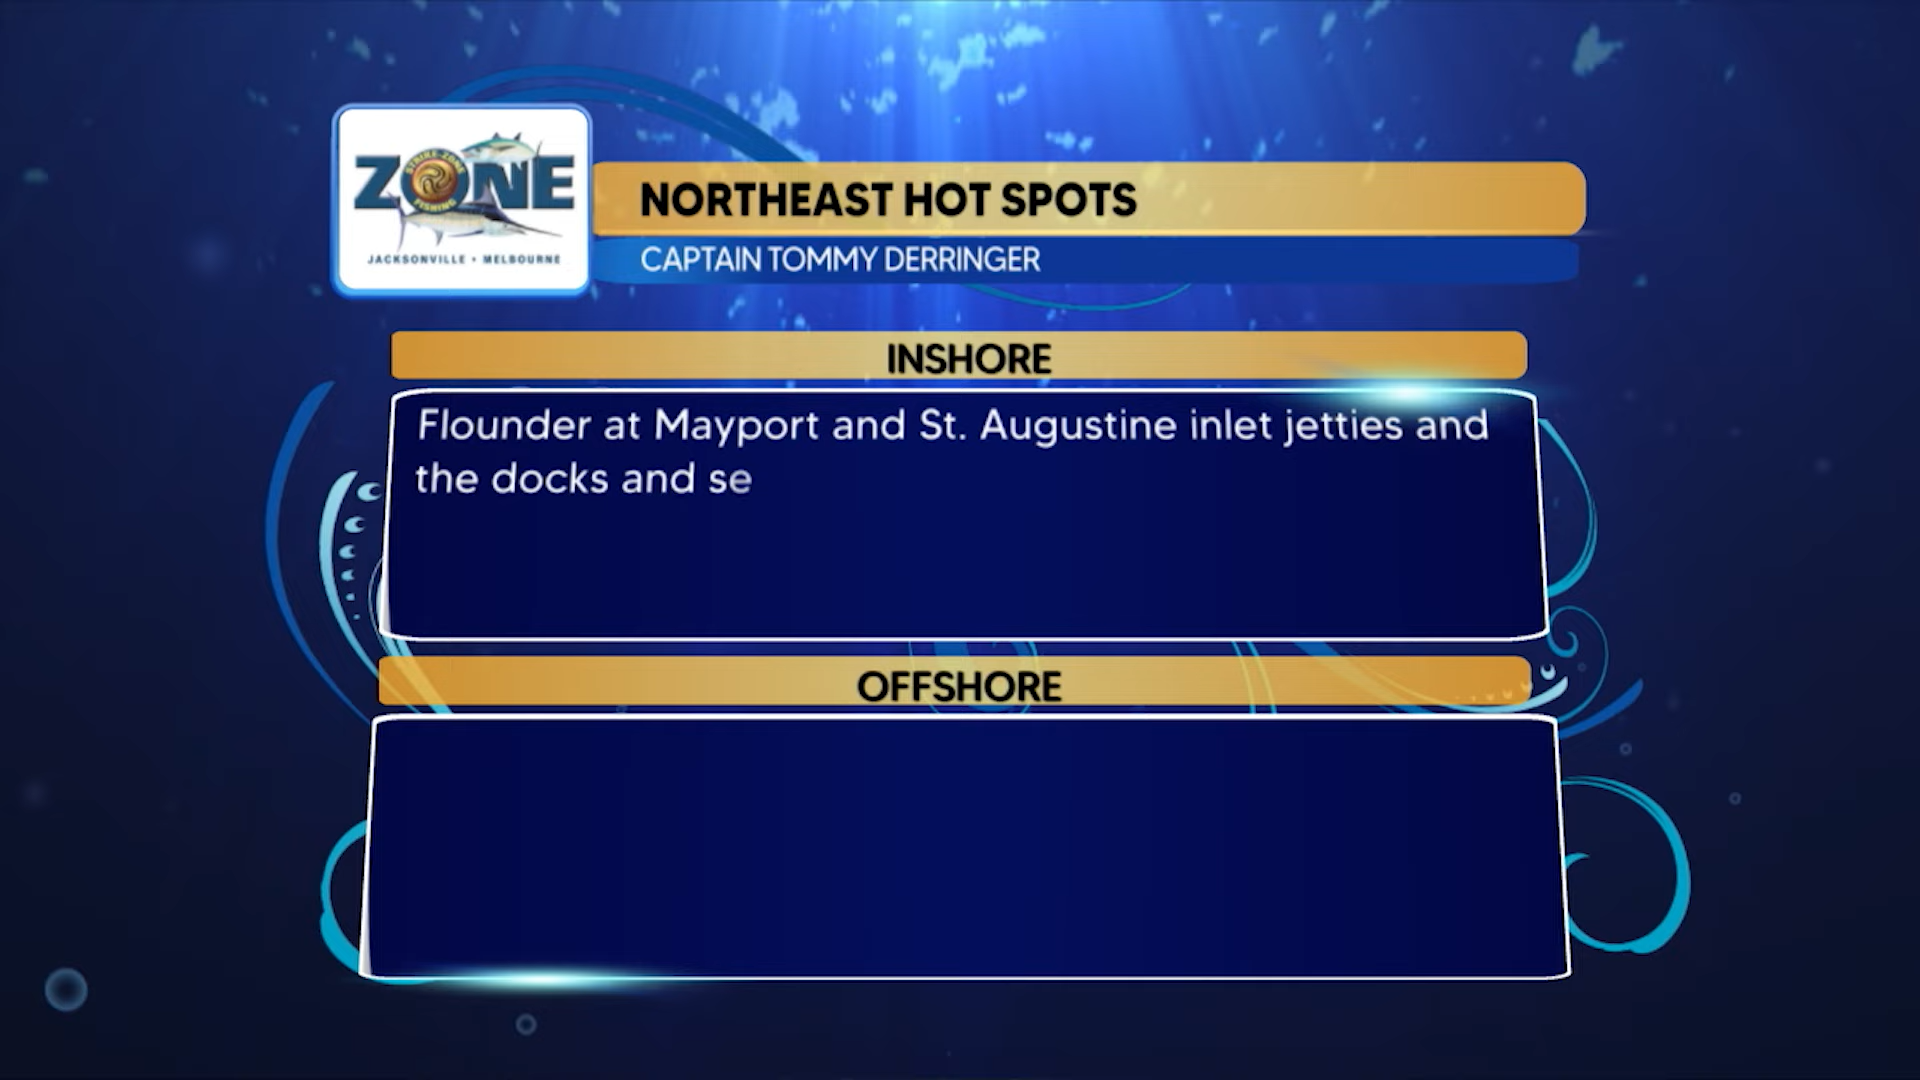 ZONE
STRIKE-ZONE
FISHING
JACKSONVILLE • MELBOURNE
NORTHEAST HOT SPOTS
CAPTAIN TOMMY DERRINGER
INSHORE
Flounder at Mayport and St. Augustine inlet jetties and
the docks and se
OFFSHORE